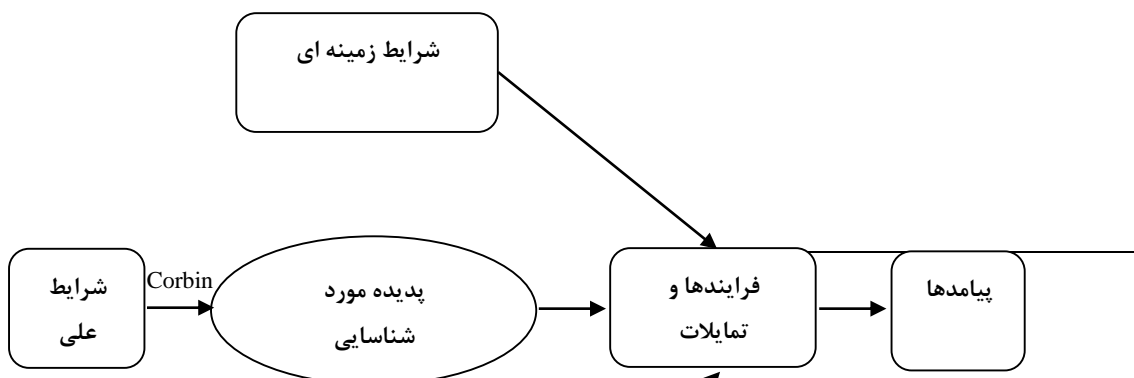 شرایط زمینه ای
شرایط
علی
Corbin
پدیده مورد
شناسایی
فرایندها و
تمایلات
پیامدها